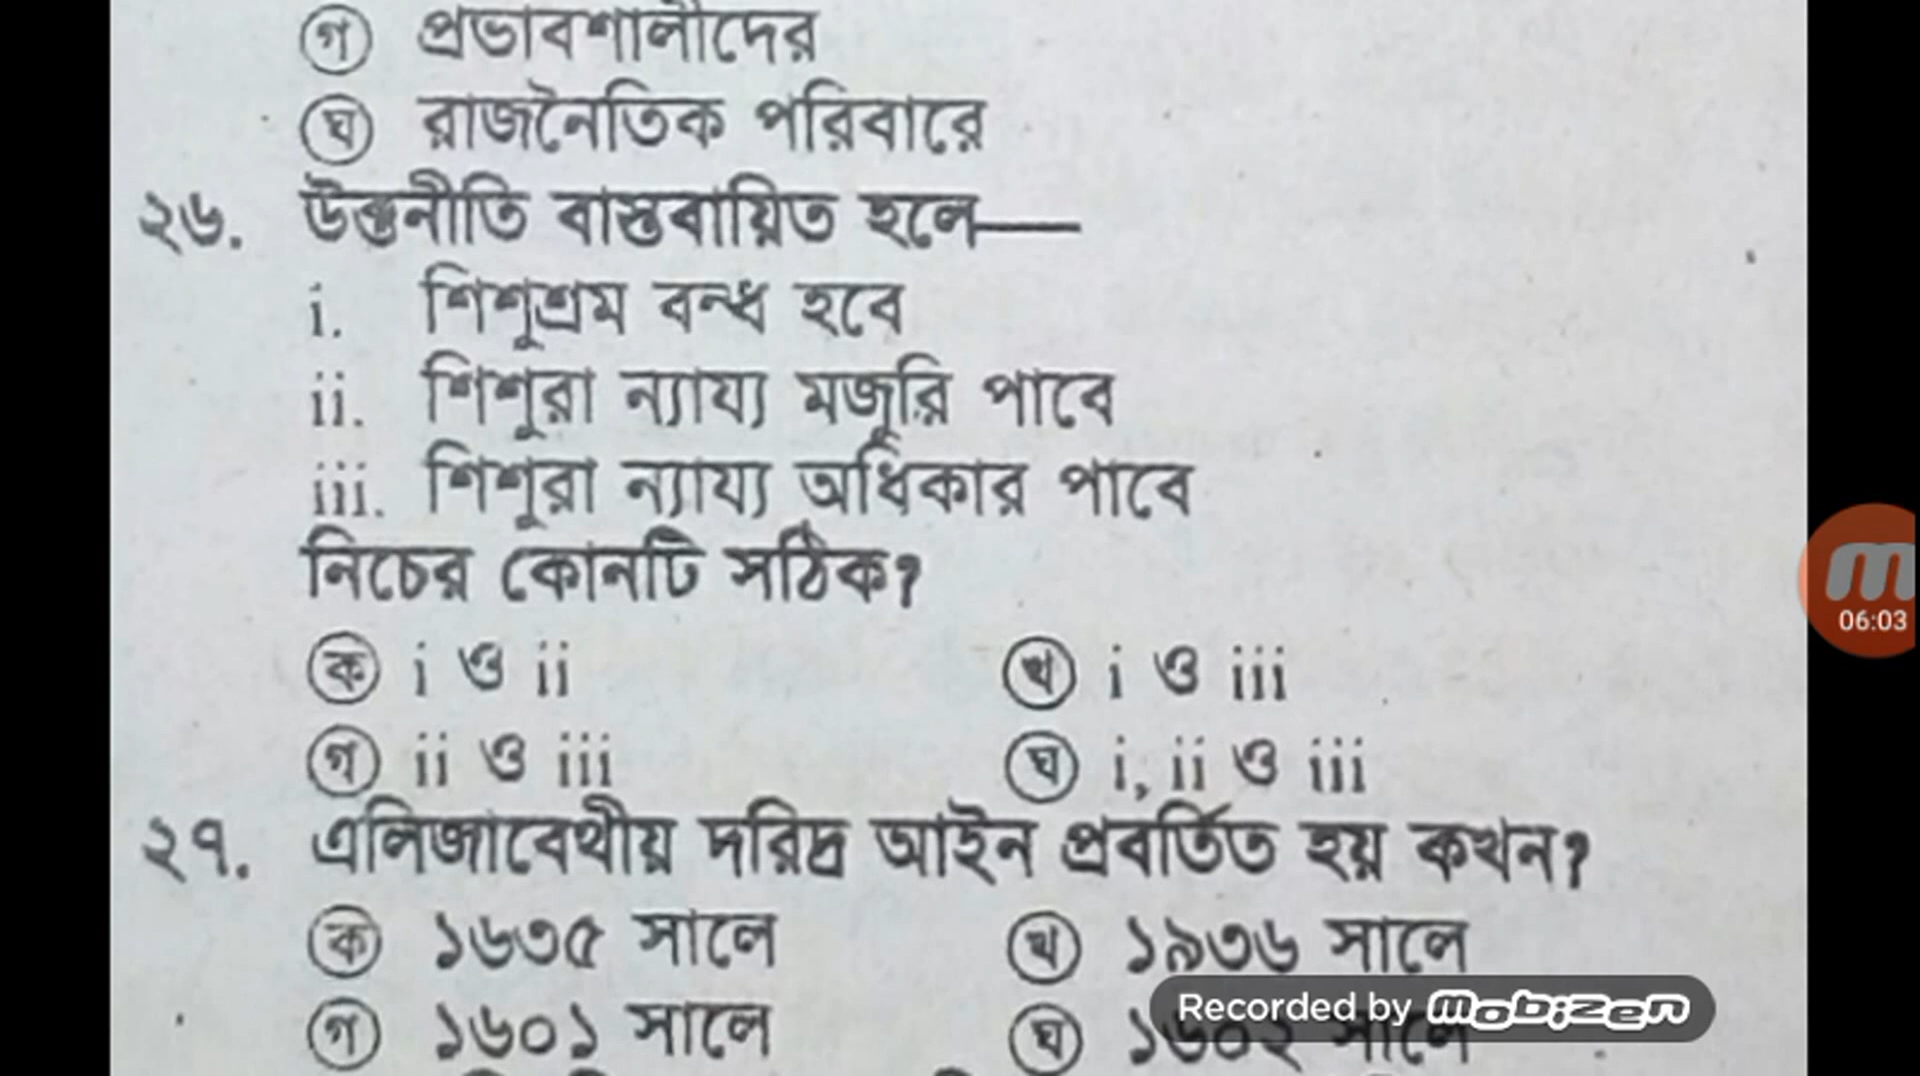 গ প্রভাবশালীদের
ঘ রাজনৈতিক পরিবারে
২৬. উক্তনীতি বাস্তবায়িত হলে—
i. শিশুশ্রম বন্ধ হবে
ii. শিশুরা ন্যায্য মজুরি পাবে
iii. শিশুরা ন্যায্য অধিকার পাবে
নিচের কোনটি সঠিক?
ক i ও ii খ i ও iii
গ ii ও iii ঘ i, ii ও iii
২৭. এলিজাবেথীয় দরিদ্র আইন প্রবর্তিত হয় কখন?
ক ১৬৩৫ সালে খ ১৯৩৬ সালে
গ ১৬০১ সালে ঘ ১৬০২ সালে
06:03
Recorded by mobizen